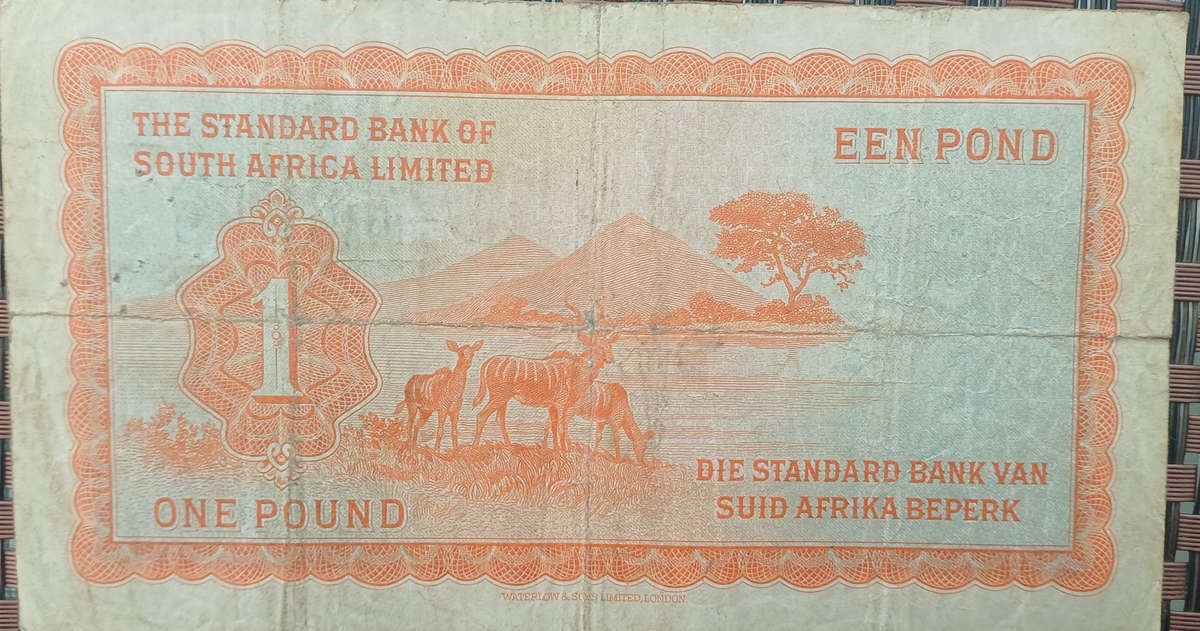 THE STANDARD BANK OF
SOUTH AFRICA LIMITED
EEN POND
1
ONE POUND
DIE STANDARD BANK VAN
SUID AFRIKA BEPERK
WATERLOW & SONS LIMITED, LONDON.